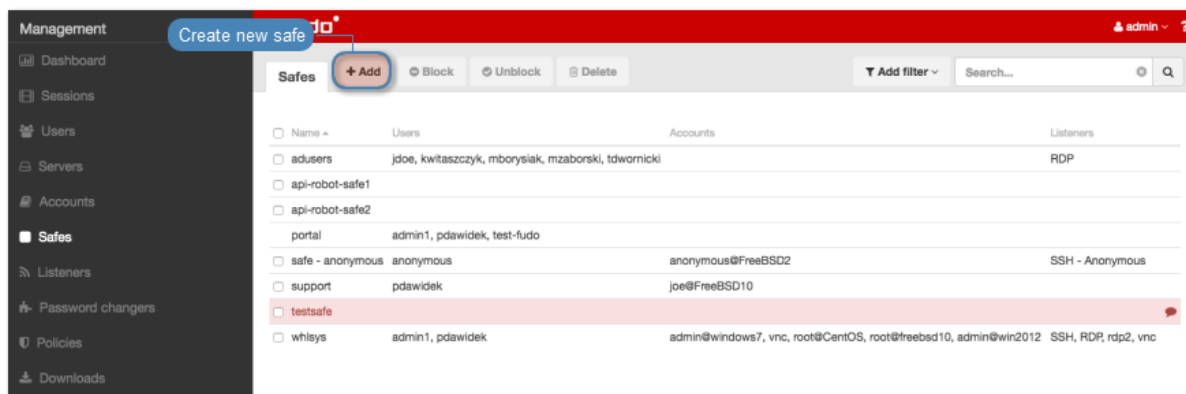 Management
Create new safe
admin
?
Dashboard
Sessions
Users
Servers
Accounts
Safes
Listeners
Password changers
Policies
Downloads
Safes
+ Add
Block
Unblock
Delete
Add filter
Search...
Name Users Accounts Listeners
adusers jdoe, kwitaszczyk, mborysiak, mzaborski, tdwornicki RDP
api-robot-safe1
api-robot-safe2
portal admin1, pdawidek, test-fudo
safe - anonymous anonymous anonymous@FreeBSD2 SSH - Anonymous
support pdawidek joe@FreeBSD10
testsafe
whlsys admin1, pdawidek admin@windows7, vnc, root@CentOS, root@freebsd10, admin@win2012 SSH, RDP, rdp2, vnc